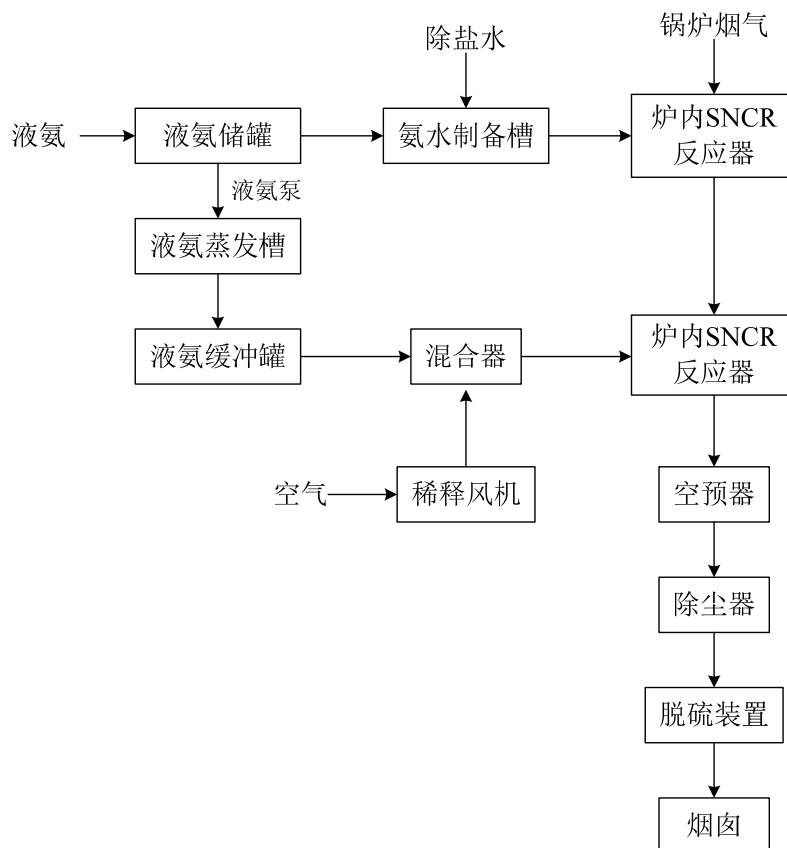 除盐水
锅炉烟气
液氨
液氨储罐
氨水制备槽
炉内SNCR
反应器
液氨泵
液氨蒸发槽
液氨缓冲罐
混合器
炉内SNCR
反应器
空气
稀释风机
空预器
除尘器
脱硫装置
烟囱